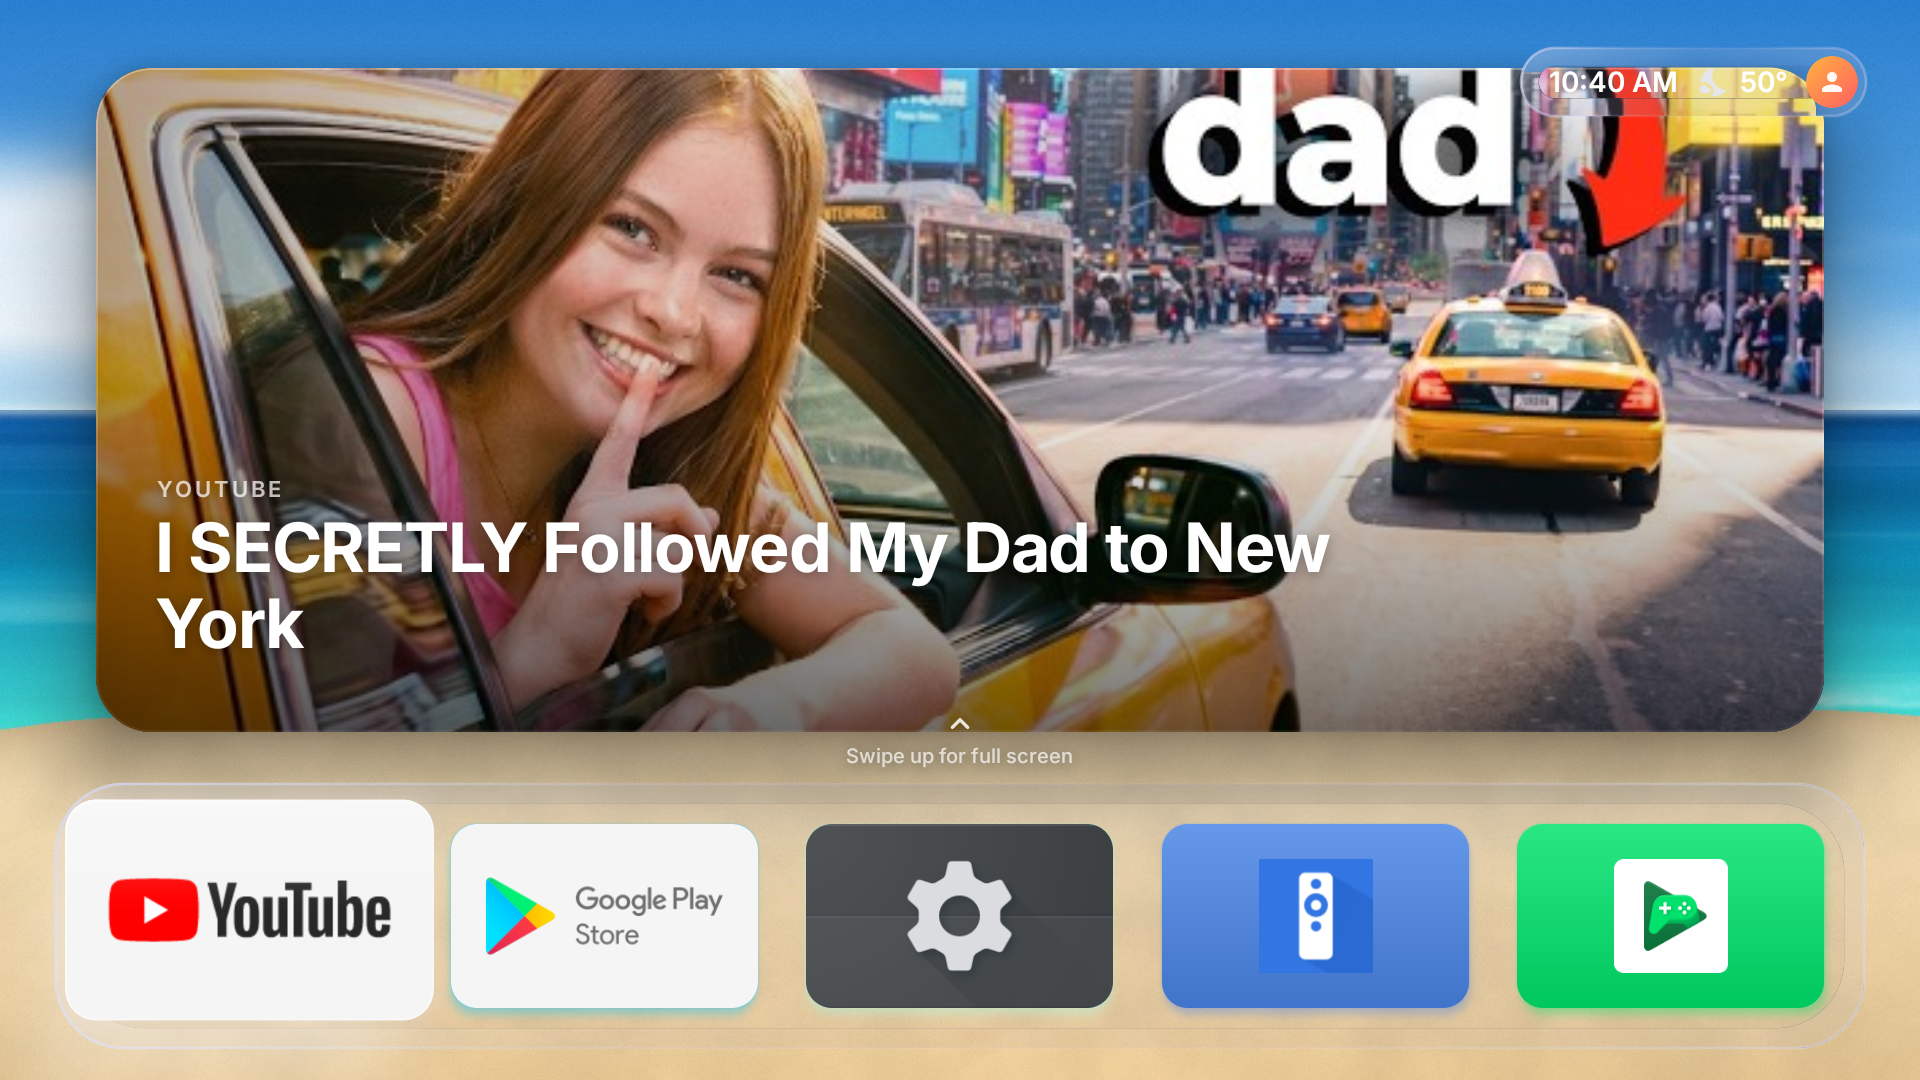 10:40 AM 50°
dad
YOUTUBE
I SECRETLY Followed My Dad to New
York
Swipe up for full screen
YouTube
Google Play
Store